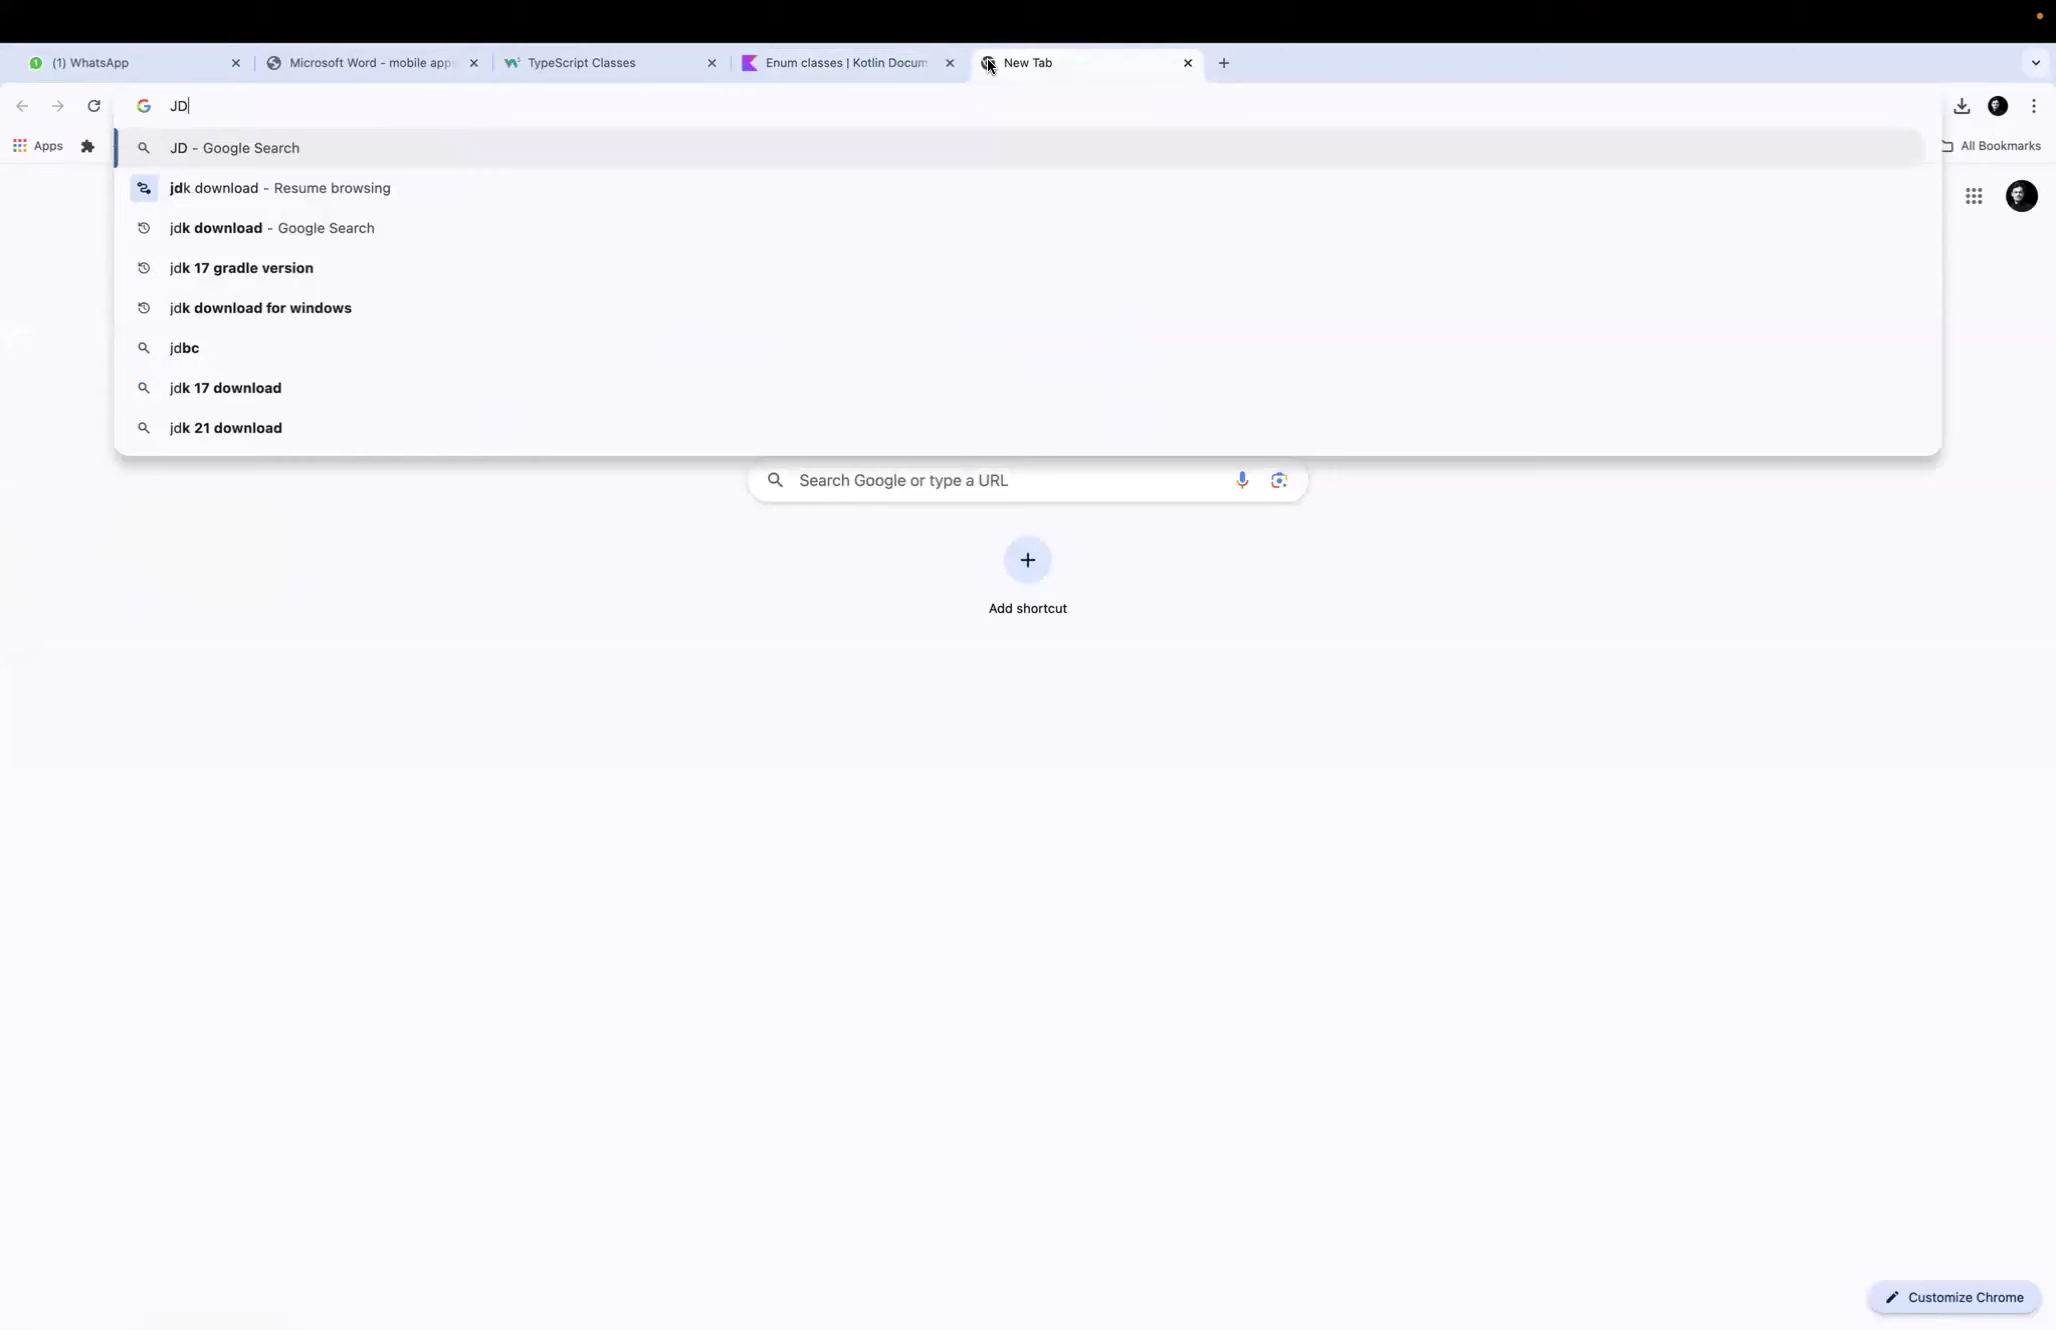 (1) WhatsApp
Microsoft Word - mobile apps
TypeScript Classes
Enum classes | Kotlin Docum
New Tab
JD
Apps
All Bookmarks
JD - Google Search
jdk download - Resume browsing
jdk download - Google Search
jdk 17 gradle version
jdk download for windows
jdbc
jdk 17 download
jdk 21 download
Search Google or type a URL
Add shortcut
Customize Chrome